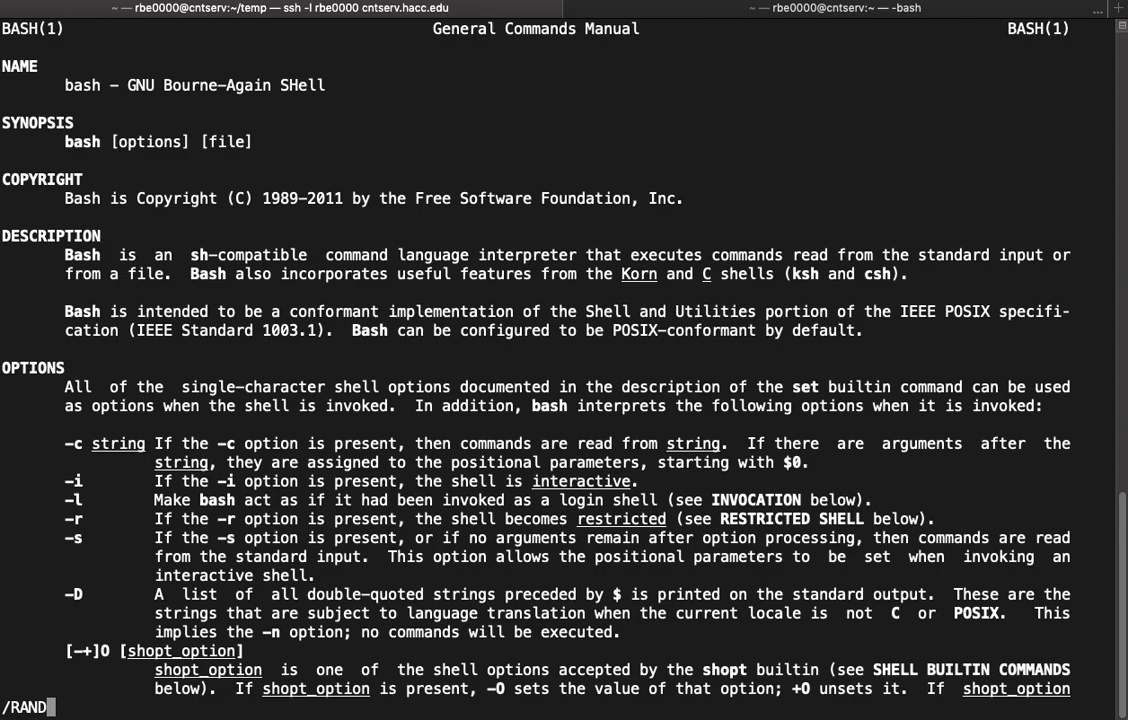 ~ — rbe0000@cntserv:~/temp — ssh -l rbe0000 cntserv.hacc.edu
~ — rbe0000@cntserv:~ — -bash
... +
BASH(1) General Commands Manual BASH(1)
NAME
bash - GNU Bourne-Again SHell
SYNOPSIS
bash [options] [file]
COPYRIGHT
Bash is Copyright (C) 1989-2011 by the Free Software Foundation, Inc.
DESCRIPTION
Bash is an sh-compatible command language interpreter that executes commands read from the standard input or
from a file. Bash also incorporates useful features from the Korn and C shells (ksh and csh).
Bash is intended to be a conformant implementation of the Shell and Utilities portion of the IEEE POSIX specifi-
cation (IEEE Standard 1003.1). Bash can be configured to be POSIX-conformant by default.
OPTIONS
All of the single-character shell options documented in the description of the set builtin command can be used
as options when the shell is invoked. In addition, bash interprets the following options when it is invoked:
-c string If the -c option is present, then commands are read from string. If there are arguments after the
string, they are assigned to the positional parameters, starting with $0.
-i If the -i option is present, the shell is interactive.
-l Make bash act as if it had been invoked as a login shell (see INVOCATION below).
-r If the -r option is present, the shell becomes restricted (see RESTRICTED SHELL below).
-s If the -s option is present, or if no arguments remain after option processing, then commands are read
from the standard input. This option allows the positional parameters to be set when invoking an
interactive shell.
-D A list of all double-quoted strings preceded by $ is printed on the standard output. These are the
strings that are subject to language translation when the current locale is not C or POSIX. This
implies the -n option; no commands will be executed.
[-+]O [shopt_option]
shopt_option is one of the shell options accepted by the shopt builtin (see SHELL BUILTIN COMMANDS
below). If shopt_option is present, -O sets the value of that option; +O unsets it. If shopt_option
/RAND